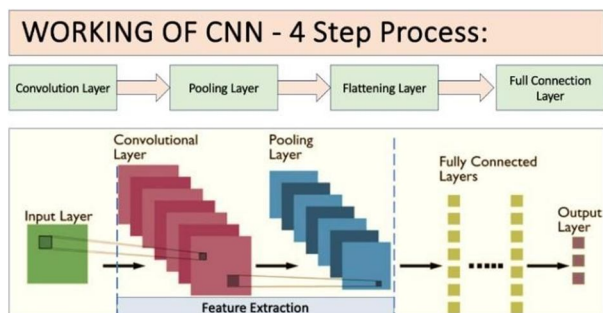 WORKING OF CNN - 4 Step Process:
Convolution Layer
Pooling Layer
Flattening Layer
Full Connection
Layer
Convolutional
Layer
Pooling
Layer
Fully Connected
Layers
Input Layer
Output
Layer
Feature Extraction